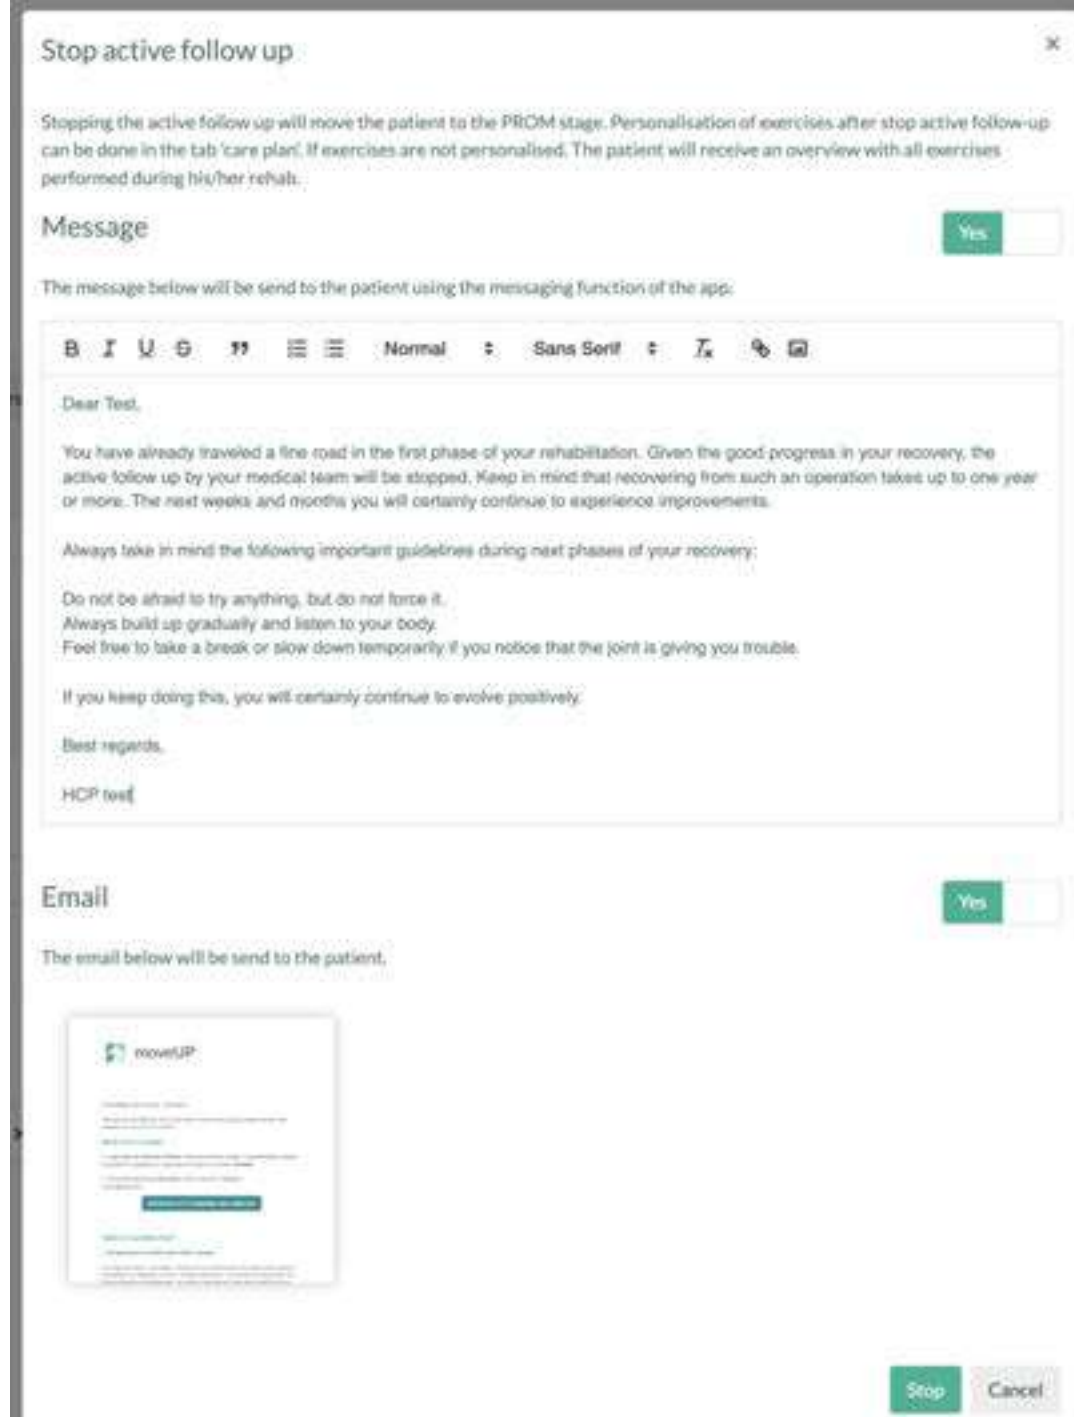 Stop active follow up
×
Stopping the active follow up will move the patient to the PROM stage. Personalisation of exercises after stop active follow-up
can be done in the tab 'care plan'. If exercises are not personalised. The patient will receive an overview with all exercises
performed during his/her rehab.
Message
Yes
The message below will be send to the patient using the messaging function of the app.
B I U S Normal Sans Serif
Dear Test,
You have already traveled a fine road in the first phase of your rehabilitation. Given the good progress in your recovery, the
active follow up by your medical team will be stopped. Keep in mind that recovering from such an operation takes up to one year
or more. The next weeks and months you will certainly continue to experience improvements.
Always take in mind the following important guidelines during next phases of your recovery:
Do not be afraid to try anything, but do not force it.
Always build up gradually and listen to your body.
Feel free to take a break or slow down temporarily if you notice that the joint is giving you trouble.
If you keep doing this, you will certainly continue to evolve positively.
Best regards,
HCP test
Email
Yes
The email below will be send to the patient.
moveUP
Stop
Cancel